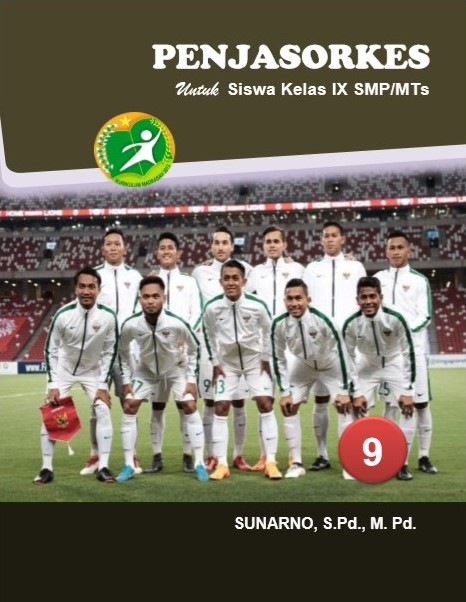 PENJASORKES
Untuk Siswa Kelas IX SMP/MTs
9
SUNARNO, S.Pd., M. Pd.